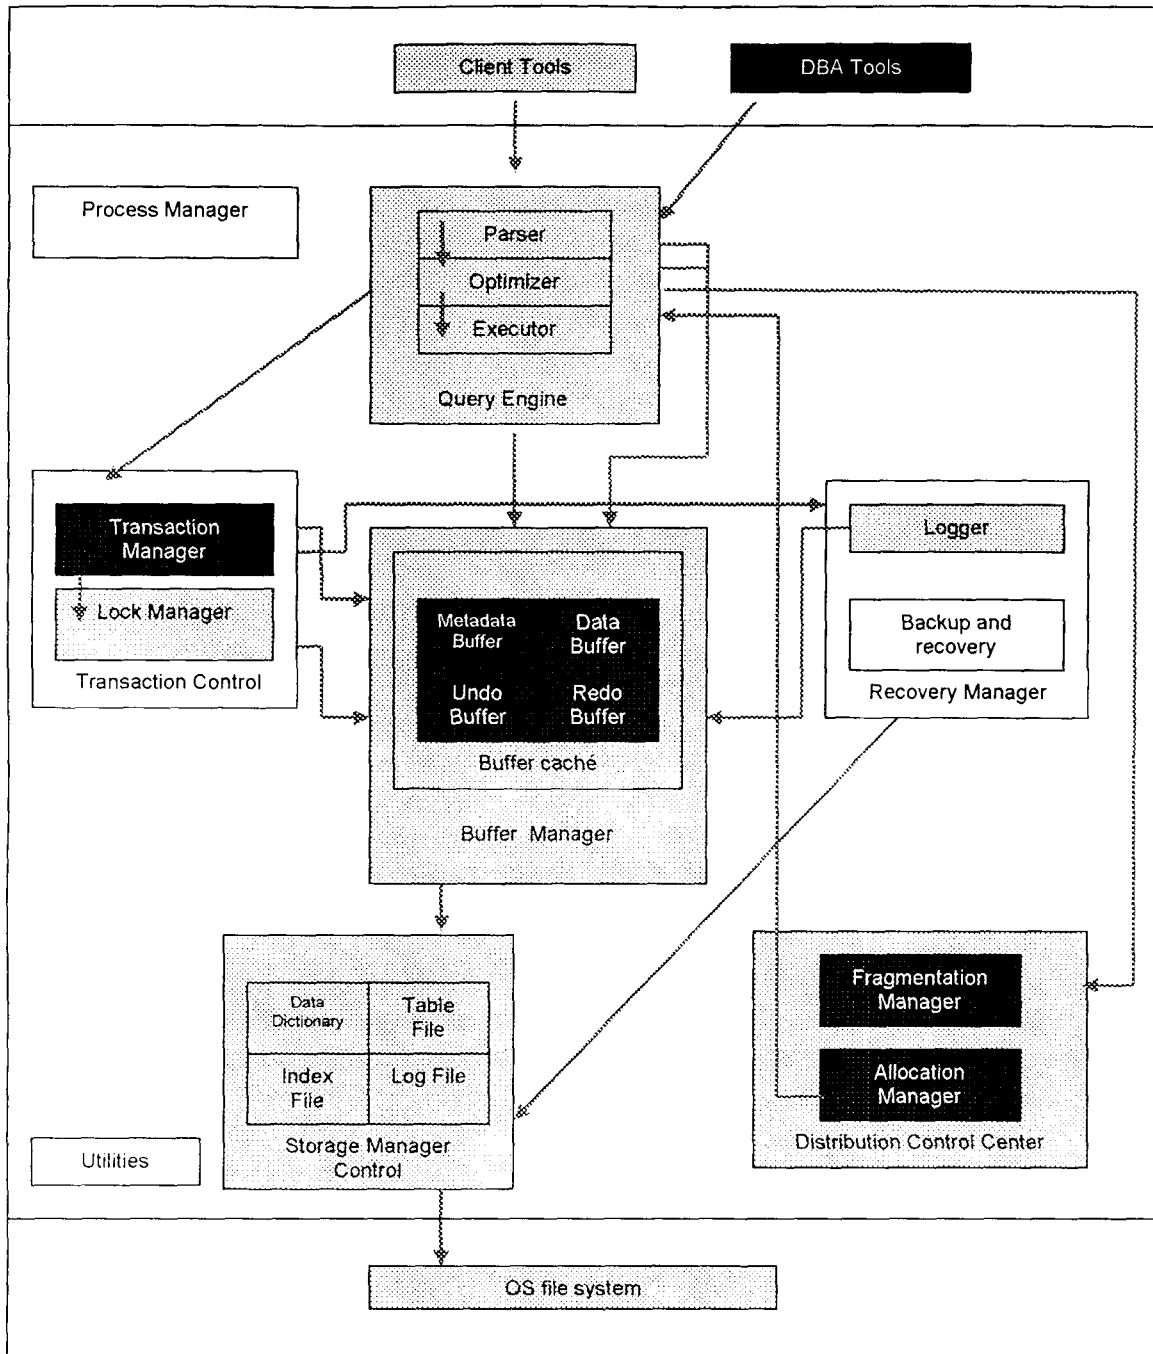 Client Tools
DBA Tools
Process Manager
Parser
Optimizer
Executor
Query Engine
Transaction
Manager
Lock Manager
Transaction Control
Metadata
Buffer
Data
Buffer
Undo
Buffer
Redo
Buffer
Buffer caché
Buffer Manager
Logger
Backup and
recovery
Recovery Manager
Data
Dictionary
Table
File
Index
File
Log File
Storage Manager
Control
Fragmentation
Manager
Allocation
Manager
Distribution Control Center
Utilities
OS file system